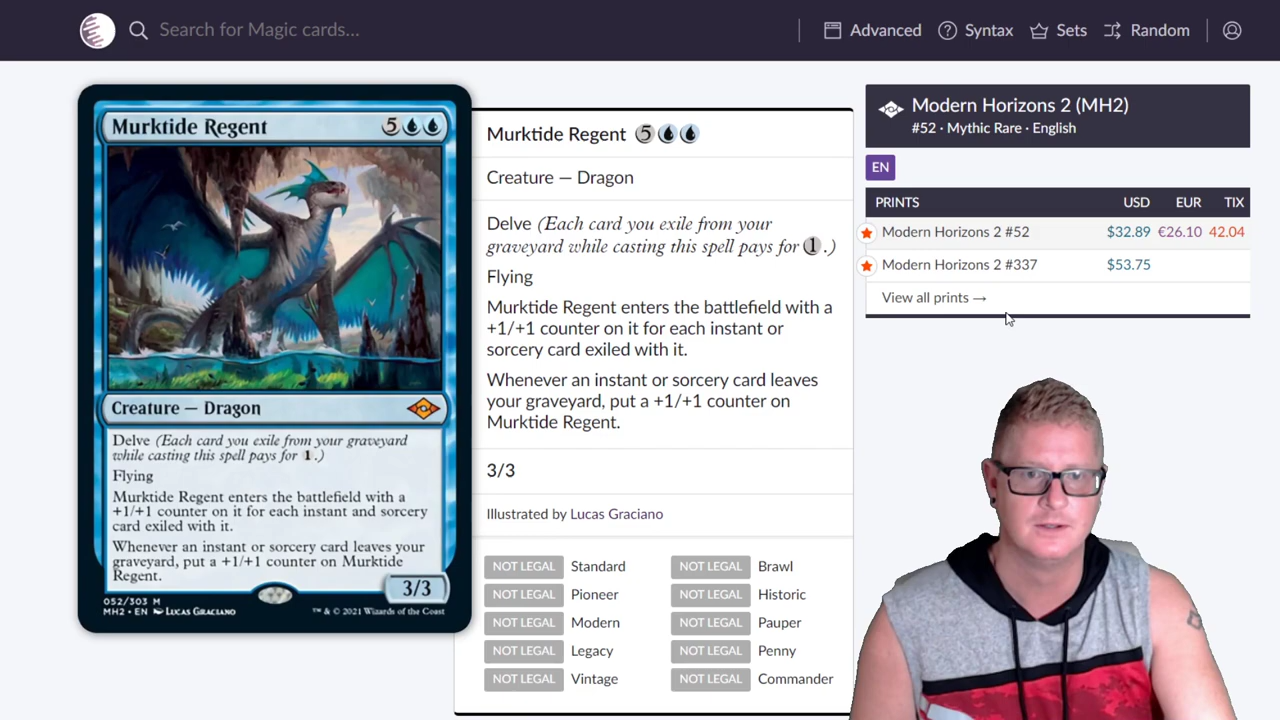 Search for Magic cards...
Advanced
Syntax
Sets
Random
Murktide Regent 5
Creature — Dragon
Delve (Each card you exile from your graveyard
while casting this spell pays for 1.)
Flying
Murktide Regent enters the battlefield with a
+1/+1 counter on it for each instant and sorcery
card exiled with it.
Whenever an instant or sorcery card leaves your
graveyard, put a +1/+1 counter on Murktide
Regent.
3/3
052/303 M
MH2 • EN Lucas Graciano
™ & © 2021 Wizards of the Coast
Murktide Regent 5
Creature — Dragon
Delve (Each card you exile from your
graveyard while casting this spell pays for 1.)
Flying
Murktide Regent enters the battlefield with a
+1/+1 counter on it for each instant or
sorcery card exiled with it.
Whenever an instant or sorcery card leaves
your graveyard, put a +1/+1 counter on
Murktide Regent.
3/3
Illustrated by Lucas Graciano
NOT LEGAL Standard NOT LEGAL Brawl
NOT LEGAL Pioneer NOT LEGAL Historic
NOT LEGAL Modern NOT LEGAL Pauper
NOT LEGAL Legacy NOT LEGAL Penny
NOT LEGAL Vintage NOT LEGAL Commander
Modern Horizons 2 (MH2)
#52 · Mythic Rare · English
EN
PRINTS USD EUR TIX
Modern Horizons 2 #52 $32.89 €26.10 42.04
Modern Horizons 2 #337 $53.75
View all prints →